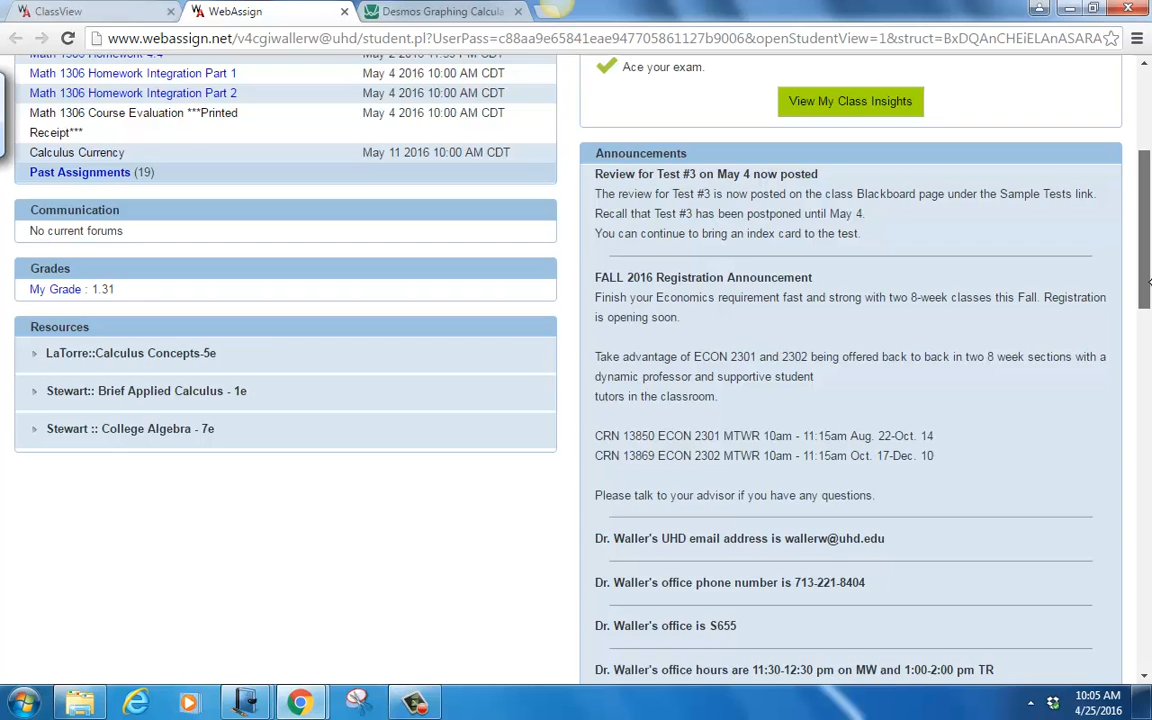 ClassView
WebAssign
Desmos Graphing Calcula
www.webassign.net/v4cgiwallerw@uhd/student.pl?UserPass=c88aa9e65841eae947705861127b9006&openStudentView=1&struct=BxDQAnCHEiELAnASARA
Math 1306 Homework 4.4 May 2 2016 11:55 PM CDT
Math 1306 Homework Integration Part 1 May 4 2016 10:00 AM CDT
Math 1306 Homework Integration Part 2 May 4 2016 10:00 AM CDT
Math 1306 Course Evaluation ***Printed May 4 2016 10:00 AM CDT
Receipt***
Calculus Currency May 11 2016 10:00 AM CDT
Past Assignments (19)
Communication
No current forums
Grades
My Grade : 1.31
Resources
LaTorre::Calculus Concepts-5e
Stewart:: Brief Applied Calculus - 1e
Stewart :: College Algebra - 7e
Ace your exam.
View My Class Insights
Announcements
Review for Test #3 on May 4 now posted
The review for Test #3 is now posted on the class Blackboard page under the Sample Tests link.
Recall that Test #3 has been postponed until May 4.
You can continue to bring an index card to the test.
FALL 2016 Registration Announcement
Finish your Economics requirement fast and strong with two 8-week classes this Fall. Registration
is opening soon.
Take advantage of ECON 2301 and 2302 being offered back to back in two 8 week sections with a
dynamic professor and supportive student
tutors in the classroom.
CRN 13850 ECON 2301 MTWR 10am - 11:15am Aug. 22-Oct. 14
CRN 13869 ECON 2302 MTWR 10am - 11:15am Oct. 17-Dec. 10
Please talk to your advisor if you have any questions.
Dr. Waller's UHD email address is wallerw@uhd.edu
Dr. Waller's office phone number is 713-221-8404
Dr. Waller's office is S655
Dr. Waller's office hours are 11:30-12:30 pm on MW and 1:00-2:00 pm TR
10:05 AM
4/25/2016